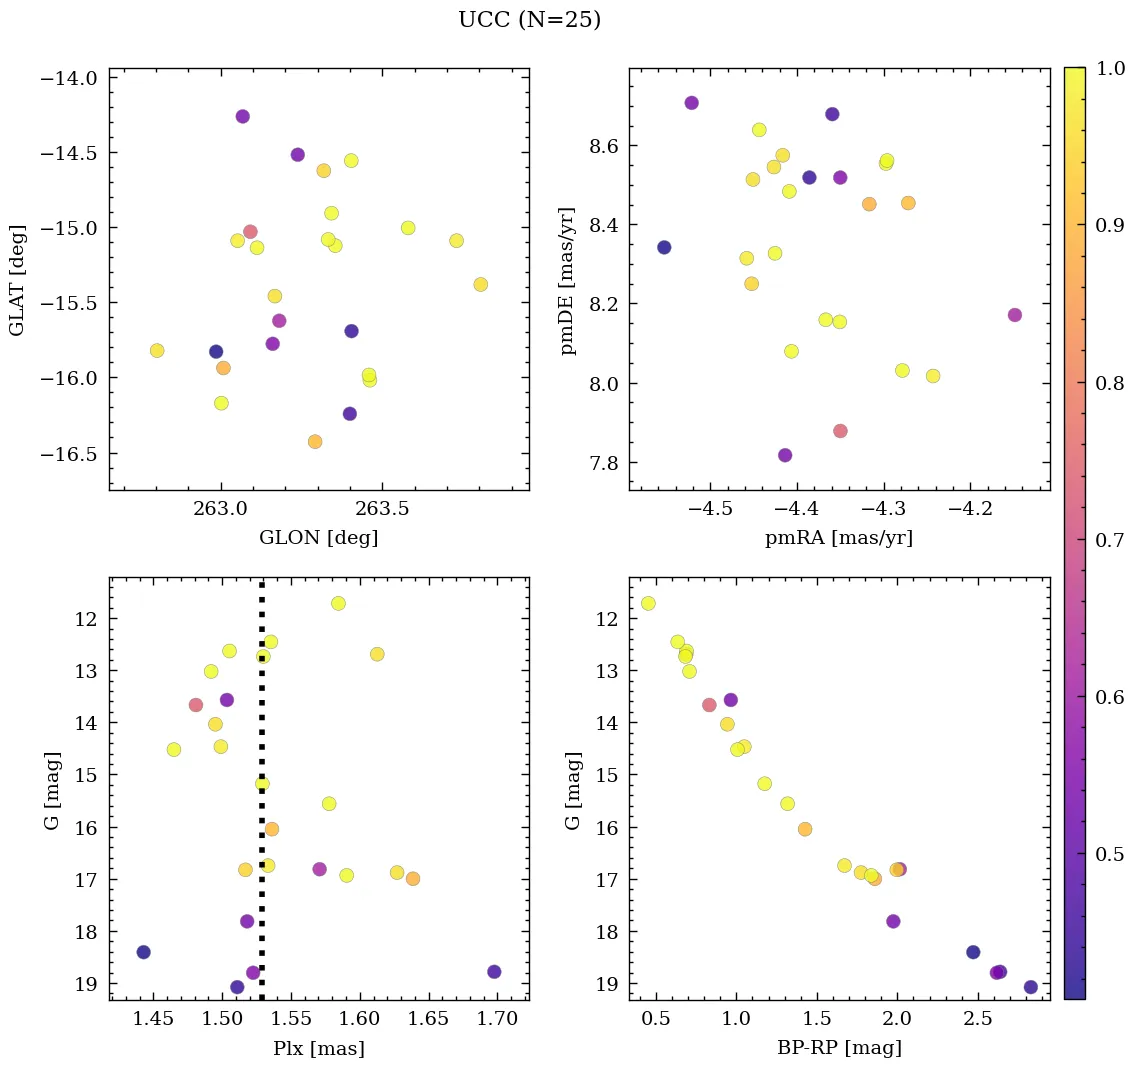 UCC (N=25)
−14.0
−14.5
−15.0
−15.5
−16.0
−16.5
GLAT [deg]
263.0 263.5
GLON [deg]
8.6
8.4
8.2
8.0
7.8
pmDE [mas/yr]
−4.5 −4.4 −4.3 −4.2
pmRA [mas/yr]
1.0
0.9
0.8
0.7
0.6
0.5
12
13
14
15
16
17
18
19
G [mag]
1.45 1.50 1.55 1.60 1.65 1.70
Plx [mas]
12
13
14
15
16
17
18
19
G [mag]
0.5 1.0 1.5 2.0 2.5
BP-RP [mag]